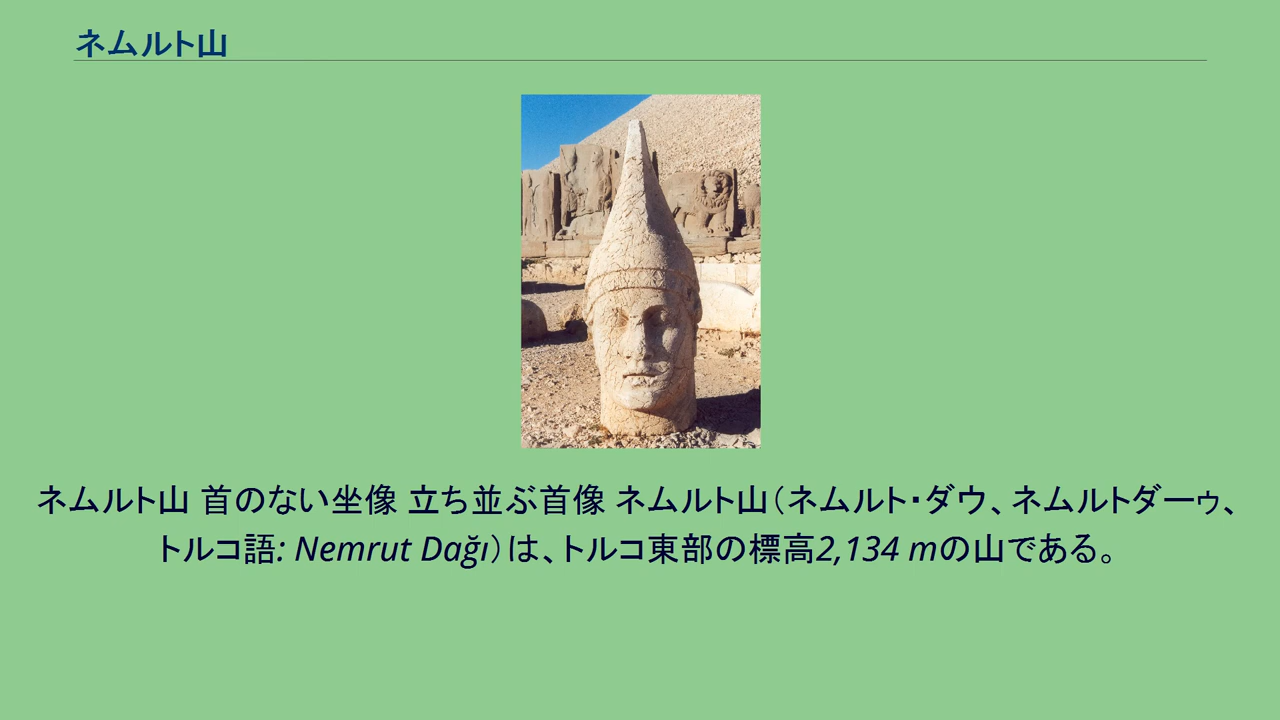 ネムルト山
ネムルト山 首のない坐像 立ち並ぶ首像 ネムルト山（ネムルト・ダウ、ネムルトダーゥ、
トルコ語: Nemrut Dağı）は、トルコ東部の標高2,134 mの山である。